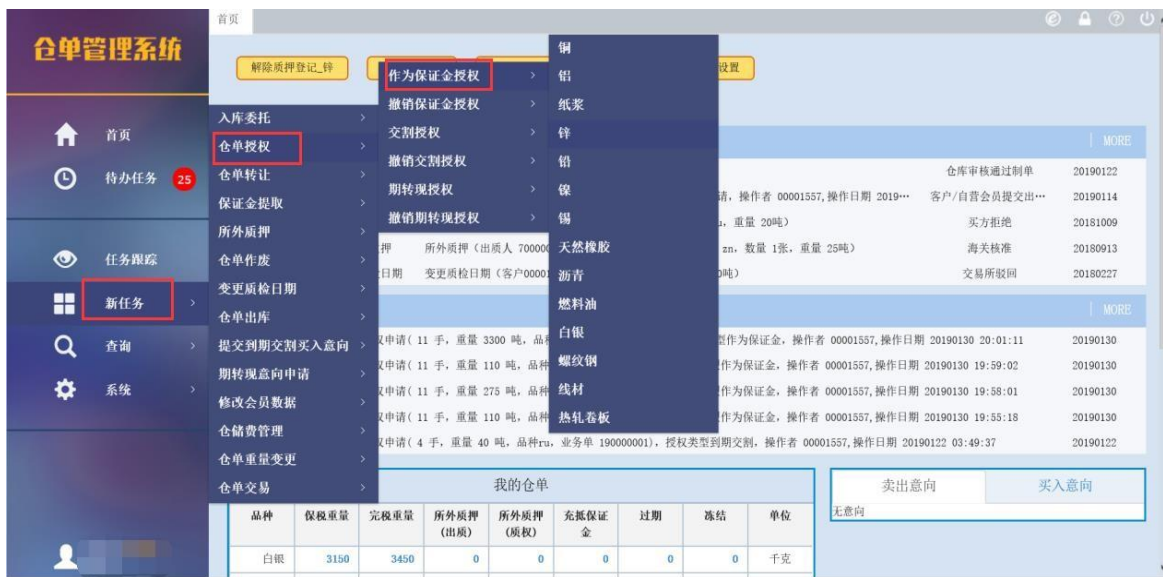 首页
仓单管理系统
首页
待办任务 25
任务跟踪
新任务
查询
系统
解除质押登记_锌
设置
入库委托
仓单授权
仓单转让
保证金提取
所外质押
仓单作废
变更质检日期
仓单出库
提交到期交割买入意向
期转现意向申请
修改会员数据
仓储费管理
仓单重量变更
仓单交易
作为保证金授权
撤销保证金授权
交割授权
撤销交割授权
期转现授权
撤销期转现授权
铜
铝
纸浆
锌
铅
镍
锡
天然橡胶
沥青
燃料油
白银
螺纹钢
线材
热轧卷板
MORE
仓库审核通过制单 20190122
请, 操作者 00001557,操作日期 2019… 客户/自营会员提交出… 20190114
u, 重量 20吨) 买方拒绝 20181009
押 所外质押(出质人 700000 zn, 数量 1张, 重量 25吨) 海关核准 20180913
日期 变更质检日期(客户00001 0吨) 交易所驳回 20180227
MORE
权申请( 11 手, 重量 3300 吨, 品种 型作为保证金, 操作者 00001557,操作日期 20190130 20:01:11 20190130
权申请( 11 手, 重量 110 吨, 品种 作为保证金, 操作者 00001557,操作日期 20190130 19:59:02 20190130
权申请( 11 手, 重量 275 吨, 品种 作为保证金, 操作者 00001557,操作日期 20190130 19:58:01 20190130
权申请( 11 手, 重量 110 吨, 品种 型作为保证金, 操作者 00001557,操作日期 20190130 19:55:18 20190130
权申请( 4 手, 重量 40 吨, 品种ru, 业务单 190000001), 授权类型到期交割, 操作者 00001557,操作日期 20190122 03:49:37 20190122
我的仓单
品种 保税重量 完税重量 所外质押(出质) 所外质押(质权) 充抵保证金 过期 冻结 单位
白银 3150 3450 0 0 0 0 0 千克
卖出意向 买入意向
无意向